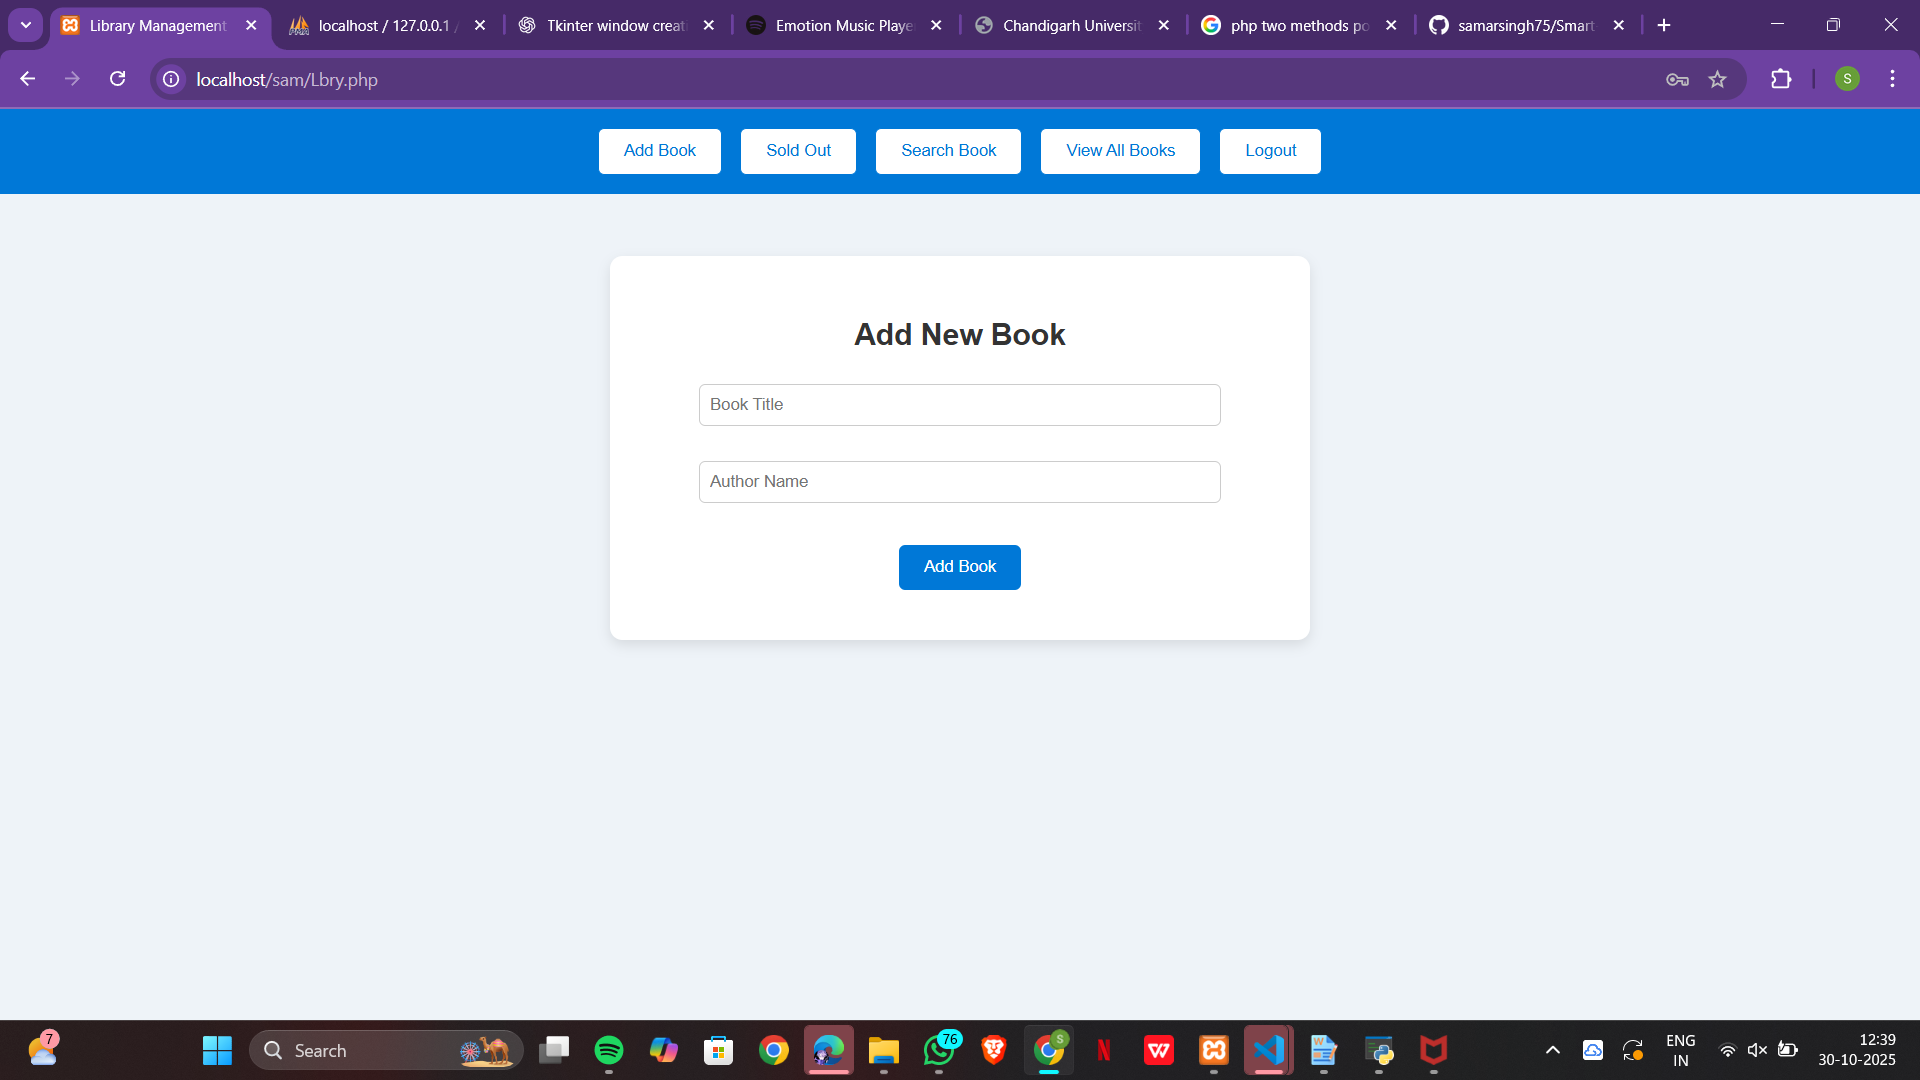 Library Management
localhost / 127.0.0.1 /
Tkinter window creati
Emotion Music Playe
Chandigarh Universit
php two methods po
samarsingh75/Smart
localhost/sam/Lbry.php
S
Add Book
Sold Out
Search Book
View All Books
Logout
Add New Book
Book Title
Author Name
Add Book
7
Search
76
S
ENG
IN
12:39
30-10-2025